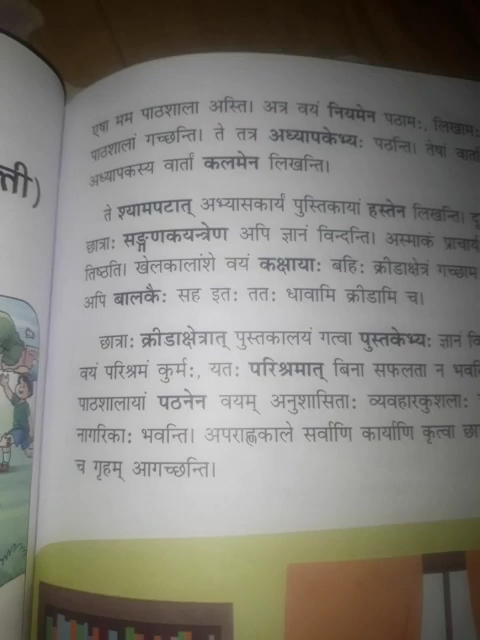 त्ती)
एषा मम पाठशाला अस्ति। अत्र वयं नियमेन पठामः, लिखामः
पाठशालां गच्छन्ति। ते तत्र अध्यापकेभ्यः पठन्ति। तेषां
अध्यापकस्य वार्तां कलमेन लिखन्ति।
ते श्यामपटात् अभ्यासकार्यं पुस्तिकायां हस्तेन लिखन्ति।
छात्राः सङ्गणकयन्त्रेण अपि ज्ञानं विन्दन्ति। अस्माकं
तिष्ठति। खेलकालांशे वयं कक्षायाः बहिः क्रीडाक्षेत्रं
अपि बालकैः सह इतः ततः धावामि क्रीडामि च।
छात्राः क्रीडाक्षेत्रात् पुस्तकालयं गत्वा पुस्तकेभ्यः ज्ञानं
वयं परिश्रमं कुर्मः, यतः परिश्रमात् बिना सफलता न
पाठशालायां पठनेन वयम् अनुशासिताः व्यवहारकुशलाः
नागरिकाः भवन्ति। अपराह्णकाले सर्वाणि कार्याणि कृत्वा
च गृहम् आगच्छन्ति।